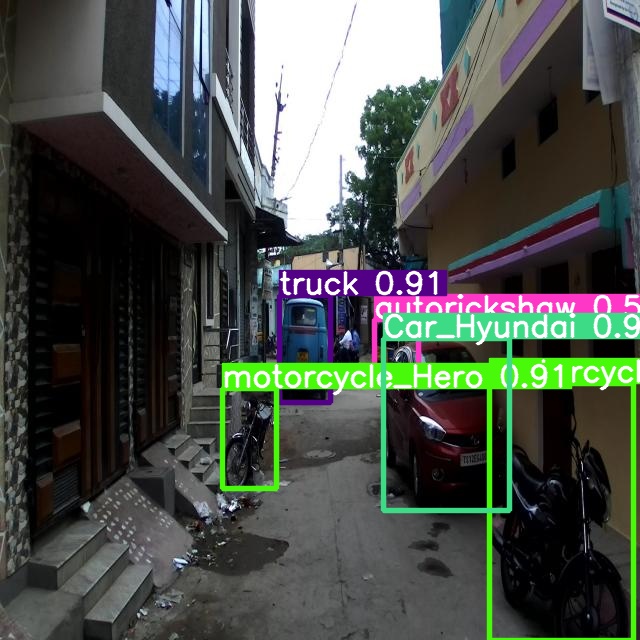 truck 0.91
autorickshaw 0.5
Car_Hyundai 0.9
motorcycle_Hero 0.91
rcycl